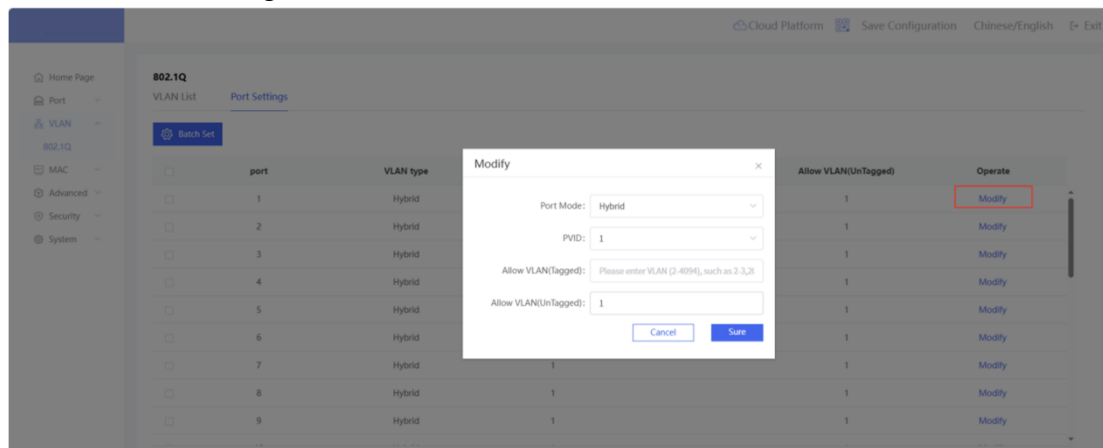 Cloud Platform Save Configuration Chinese/English Exit
Home Page
Port
VLAN
802.1Q
MAC
Advanced
Security
System
802.1Q
VLAN List Port Settings
Batch Set
port VLAN type Allow VLAN(UnTagged) Operate
1 Hybrid 1 Modify
2 Hybrid 1 Modify
3 Hybrid 1 Modify
4 Hybrid 1 Modify
5 Hybrid 1 Modify
6 Hybrid 1 Modify
7 Hybrid 1 1 Modify
8 Hybrid 1 1 Modify
9 Hybrid 1 1 Modify
Modify
Port Mode: Hybrid
PVID: 1
Allow VLAN(Tagged): Please enter VLAN (2-4094), such as 2-3,20
Allow VLAN(UnTagged): 1
Cancel Sure